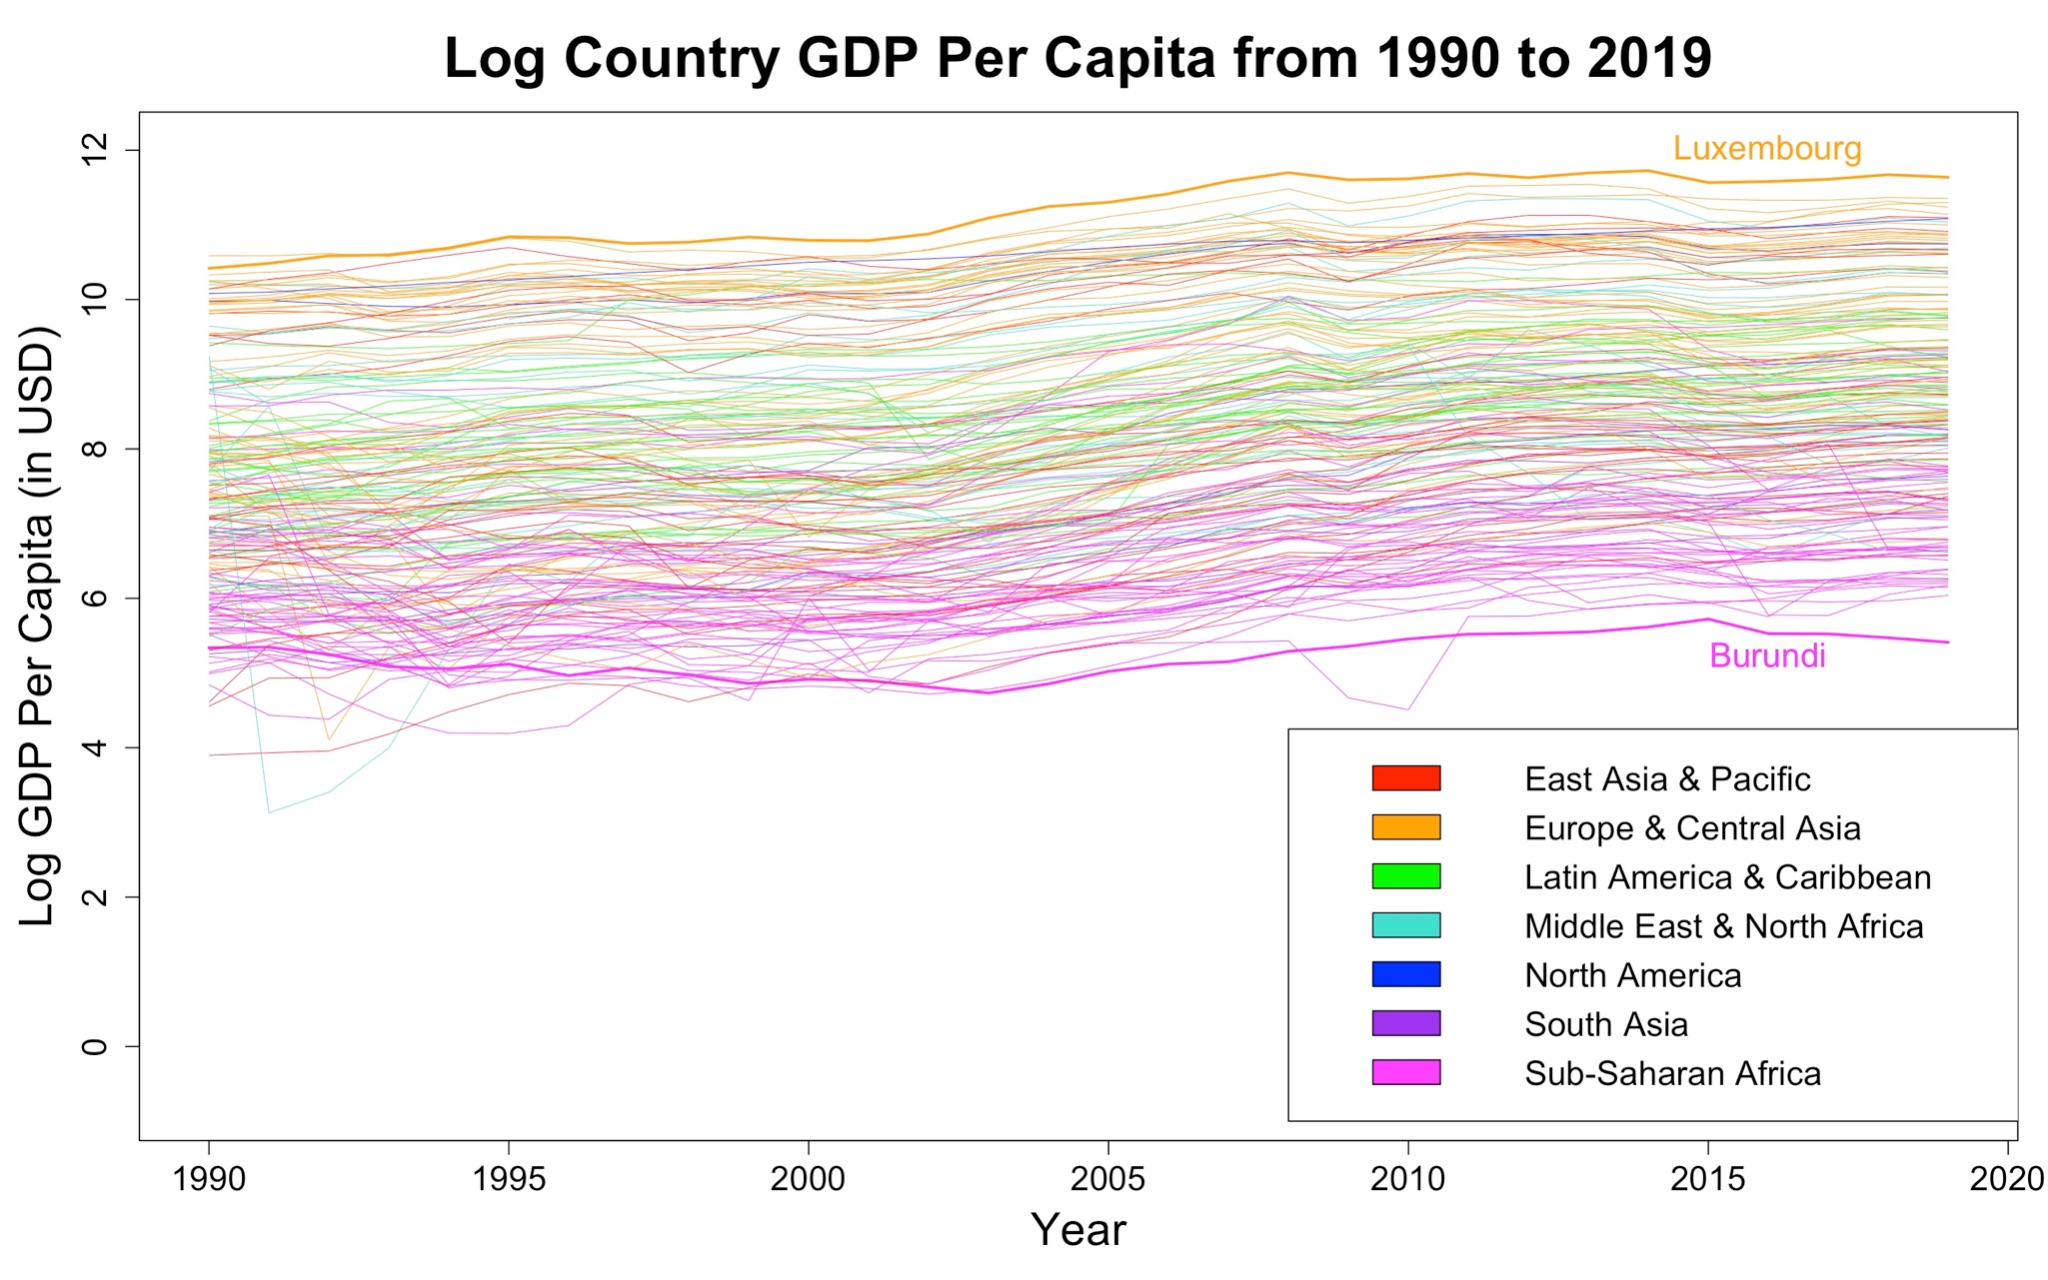 Log Country GDP Per Capita from 1990 to 2019
Log GDP Per Capita (in USD)
12
10
8
6
4
2
0
Luxembourg
Burundi
East Asia & Pacific
Europe & Central Asia
Latin America & Caribbean
Middle East & North Africa
North America
South Asia
Sub-Saharan Africa
1990 1995 2000 2005 2010 2015 2020
Year